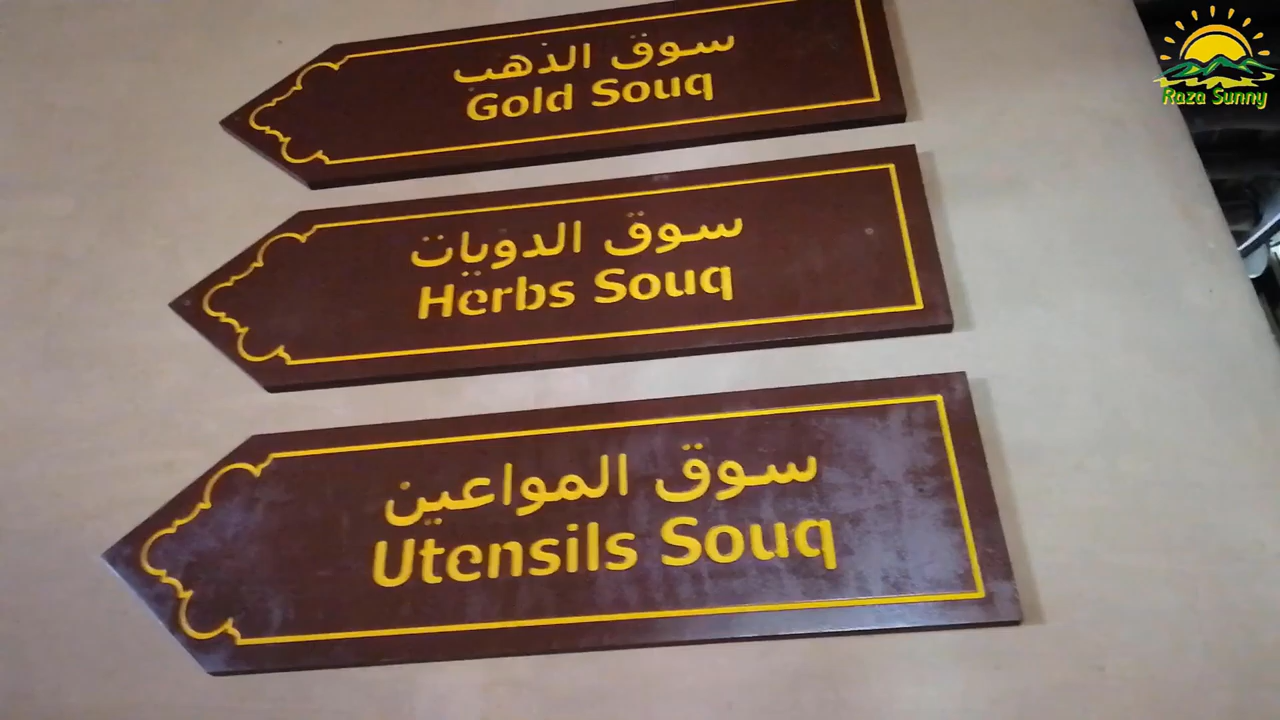 سوق الذهب
Gold Souq
سوق الدويات
Herbs Souq
سوق المواعين
Utensils Souq
Raza Sunny